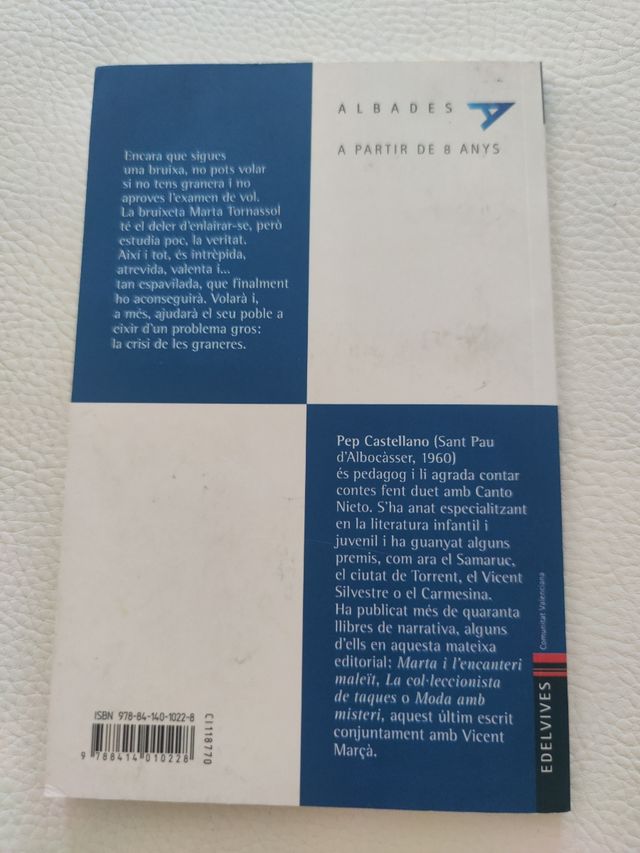 ALBADES
A PARTIR DE 8 ANYS
Encara que sigues
una bruixa, no pots volar
si no tens granera i no
aproves l'examen de vol.
La bruixeta Marta Tornassol
té el deler d'enlairar-se, però
estudia poc, la veritat.
Així i tot, és intrèpida,
atrevida, valenta i...
tan espavilada, que finalment
ho aconseguirà. Volarà i,
a més, ajudarà el seu poble a
eixir d'un problema gros:
la crisi de les graneres.
Pep Castellano (Sant Pau
d'Albocàsser, 1960)
és pedagog i li agrada contar
contes fent duet amb Canto
Nieto. S'ha anat especialitzant
en la literatura infantil i
juvenil i ha guanyat alguns
premis, com ara el Samaruc,
el ciutat de Torrent, el Vicent
Silvestre o el Carmesina.
Ha publicat més de quaranta
llibres de narrativa, alguns
d'ells en aquesta mateixa
editorial: Marta i l'encanteri
maleït, La col·leccionista
de taques o Moda amb
misteri, aquest últim escrit
conjuntament amb Vicent
Marçà.
Comunitat Valenciana
EDELVIVES
ISBN 978-84-140-1022-8
9 788414 010228
CI118770